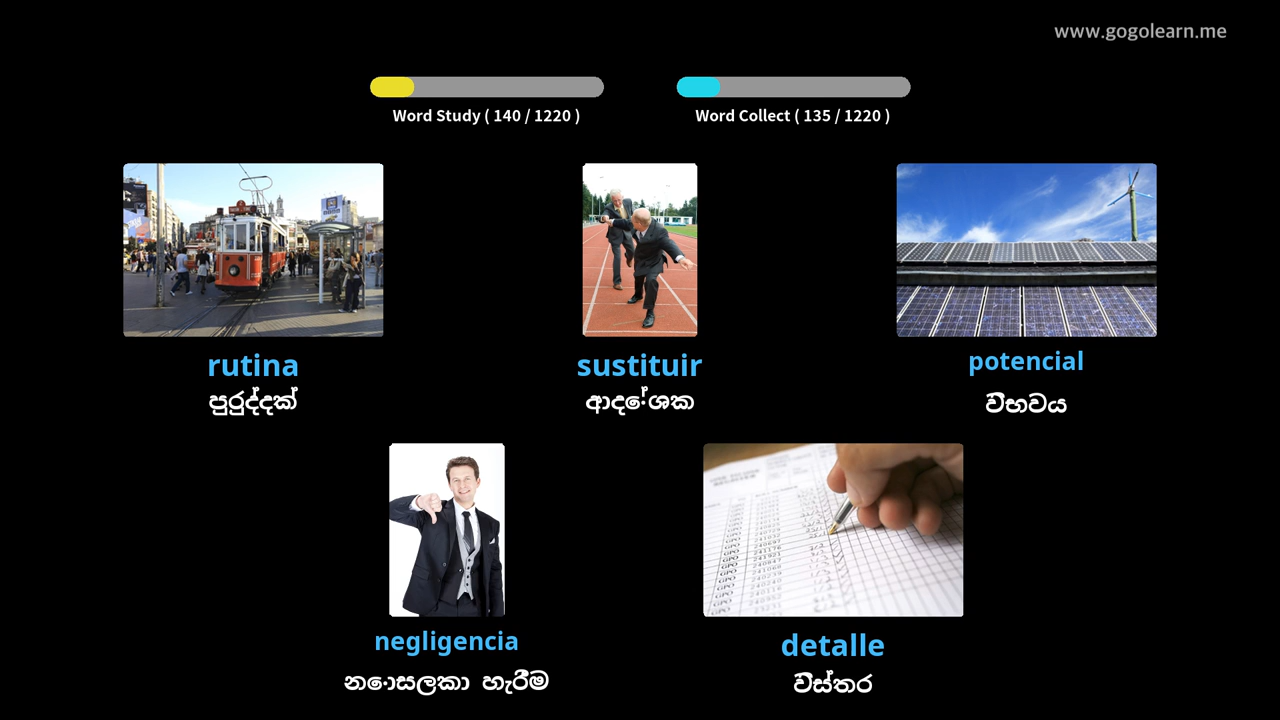 www.gogolearn.me
Word Study ( 140 / 1220 )
Word Collect ( 135 / 1220 )
rutina
පුරුද්දක්
sustituir
ආදේශක
potencial
විභවය
negligencia
නොසලකා හැරීම
detalle
විස්තර